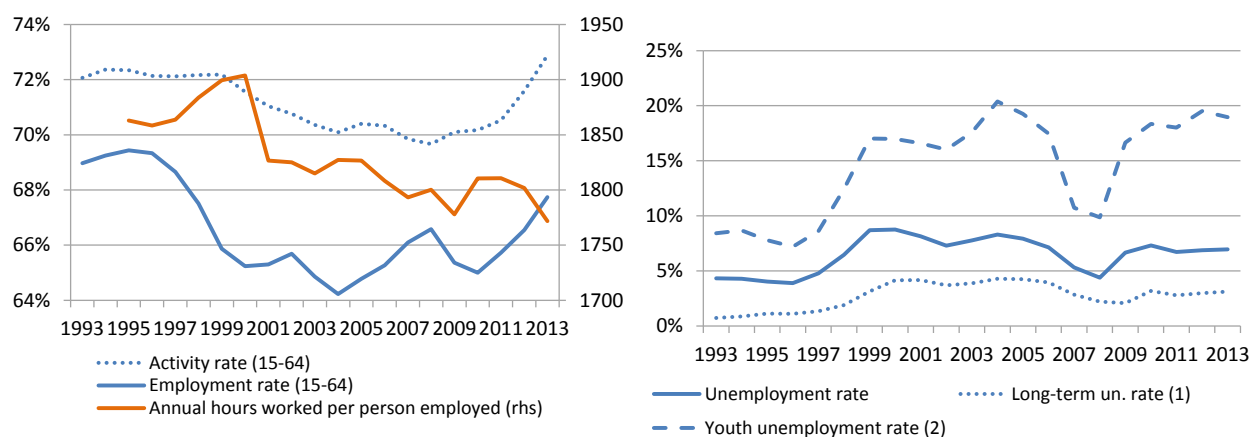 74%
72%
70%
68%
66%
64%
1950
1900
1850
1800
1750
1700
1993 1995 1997 1999 2001 2003 2005 2007 2009 2011 2013
Activity rate (15-64)
Employment rate (15-64)
Annual hours worked per person employed (rhs)
25%
20%
15%
10%
5%
0%
1993 1995 1997 1999 2001 2003 2005 2007 2009 2011 2013
Unemployment rate
Long-term un. rate (1)
Youth unemployment rate (2)